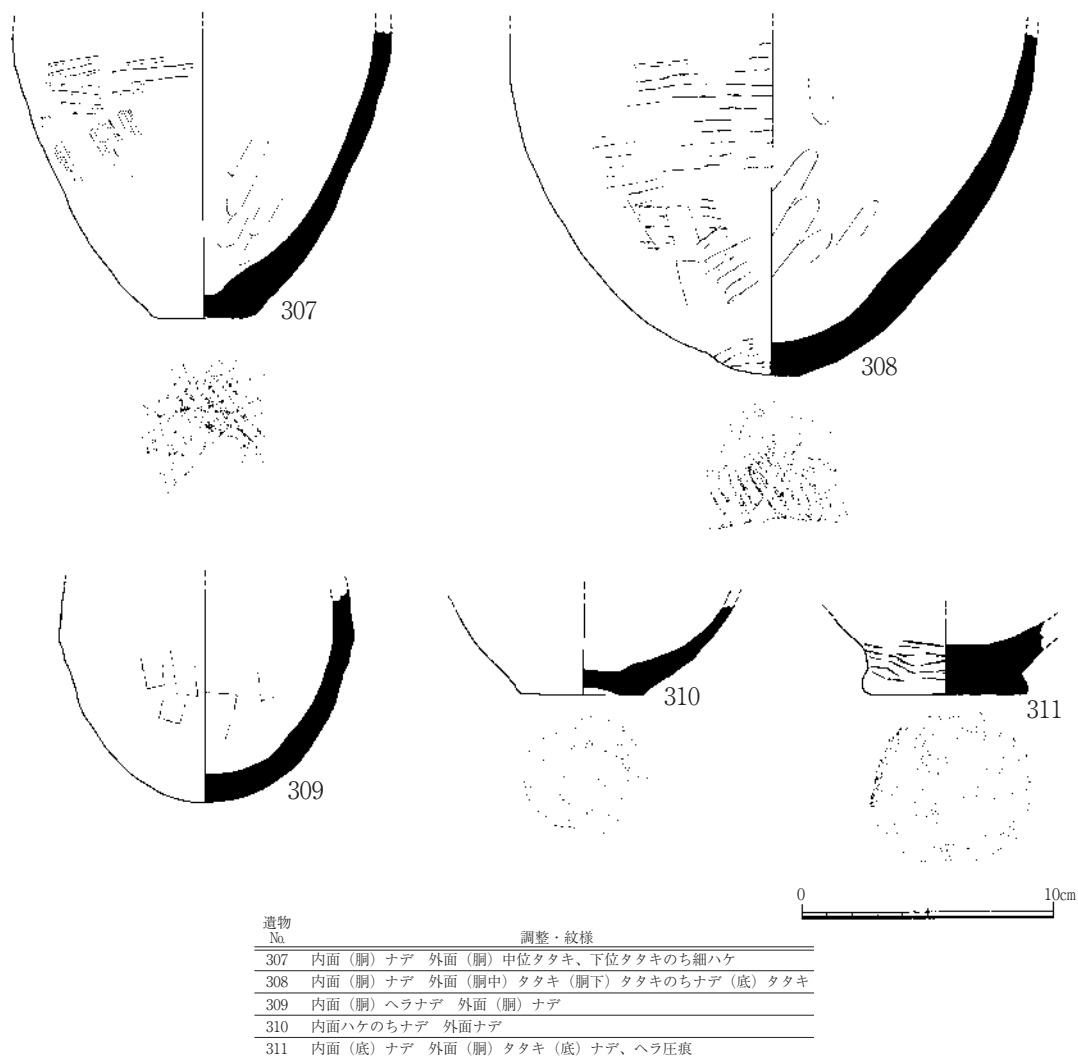 307
308
309
310
311
0 10cm
遺物
No. 調整・紋様
307 内面（胴）ナデ 外面（胴）中位タタキ、下位タタキのち細ハケ
308 内面（胴）ナデ 外面（胴中）タタキ（胴下）タタキのちナデ（底）タタキ
309 内面（胴）ヘラナデ 外面（胴）ナデ
310 内面ハケのちナデ 外面ナデ
311 内面（底）ナデ 外面（胴）タタキ（底）ナデ、ヘラ圧痕